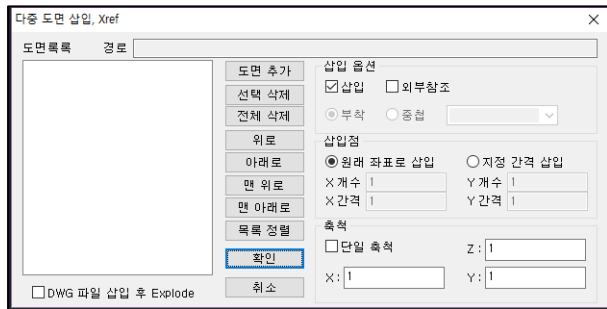 다중 도면 삽입, Xref
도면목록 경로
도면 추가
선택 삭제
전체 삭제
위로
아래로
맨 위로
맨 아래로
목록 정렬
확인
취소
DWG 파일 삽입 후 Explode
삽입 옵션
삽입 외부참조
부착 중첩
삽입점
원래 좌표로 삽입 지정 간격 삽입
X 개수 1 Y 개수 1
X 간격 1 Y 간격 1
축척
단일 축척 Z: 1
X: 1 Y: 1